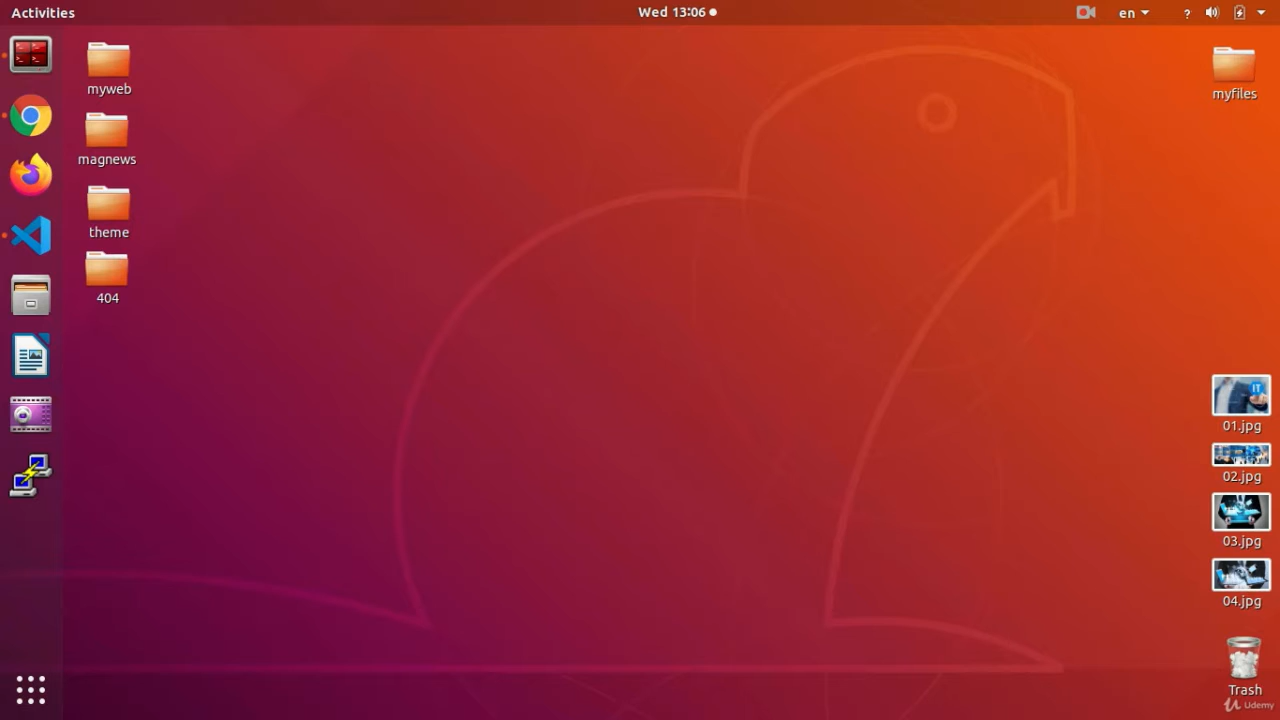 Activities
Wed 13:06
en
?
myweb
magnews
theme
404
myfiles
IT
01.jpg
02.jpg
03.jpg
04.jpg
Trash
Udemy